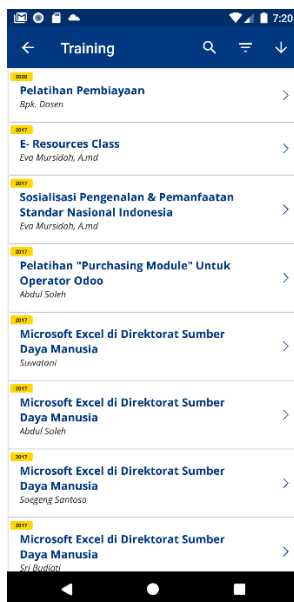 7:20
Training
2020
Pelatihan Pembiayaan
Bpk. Dosen
2017
E- Resources Class
Eva Mursidah, A.md
2017
Sosialisasi Pengenalan & Pemanfaatan
Standar Nasional Indonesia
Eva Mursidah, A.md
2017
Pelatihan "Purchasing Module" Untuk
Operator Odoo
Abdul Soleh
2017
Microsoft Excel di Direktorat Sumber
Daya Manusia
Suwatoni
2017
Microsoft Excel di Direktorat Sumber
Daya Manusia
Abdul Soleh
2017
Microsoft Excel di Direktorat Sumber
Daya Manusia
Soegeng Santoso
2017
Microsoft Excel di Direktorat Sumber
Daya Manusia
Sri Budiati